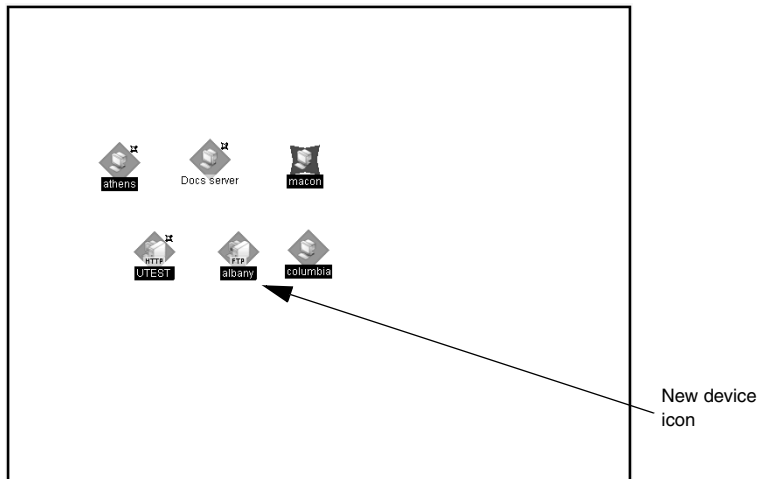 athens
Docs server
macon
HTTP
UTEST
FTP
albany
columbia
New device
icon